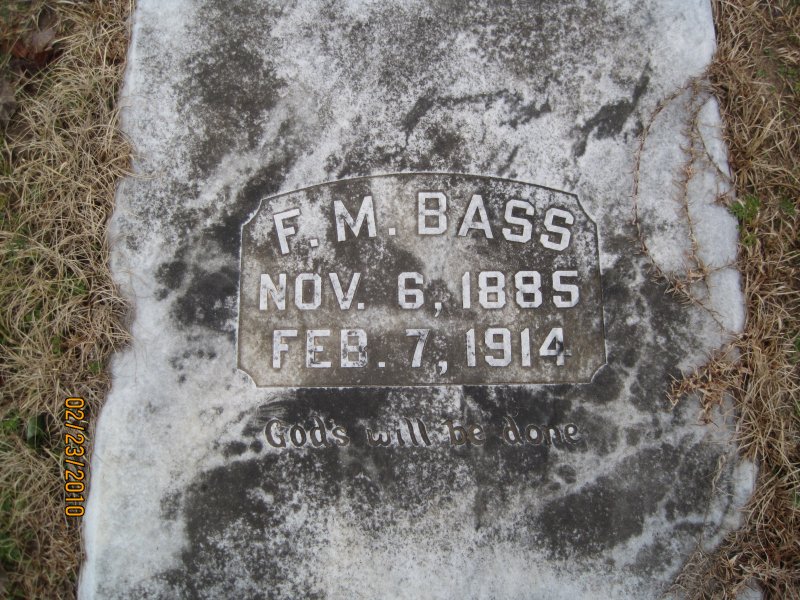 F. M. BASS
NOV. 6, 1885
FEB. 7, 1914
God's will be done
02/23/2010